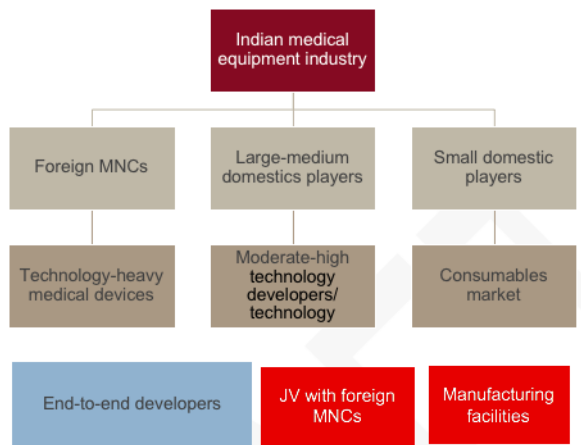 Indian medical
equipment industry
Foreign MNCs
Large-medium
domestics players
Small domestic
players
Technology-heavy
medical devices
Moderate-high
technology
developers/
technology
Consumables
market
End-to-end developers
JV with foreign
MNCs
Manufacturing
facilities